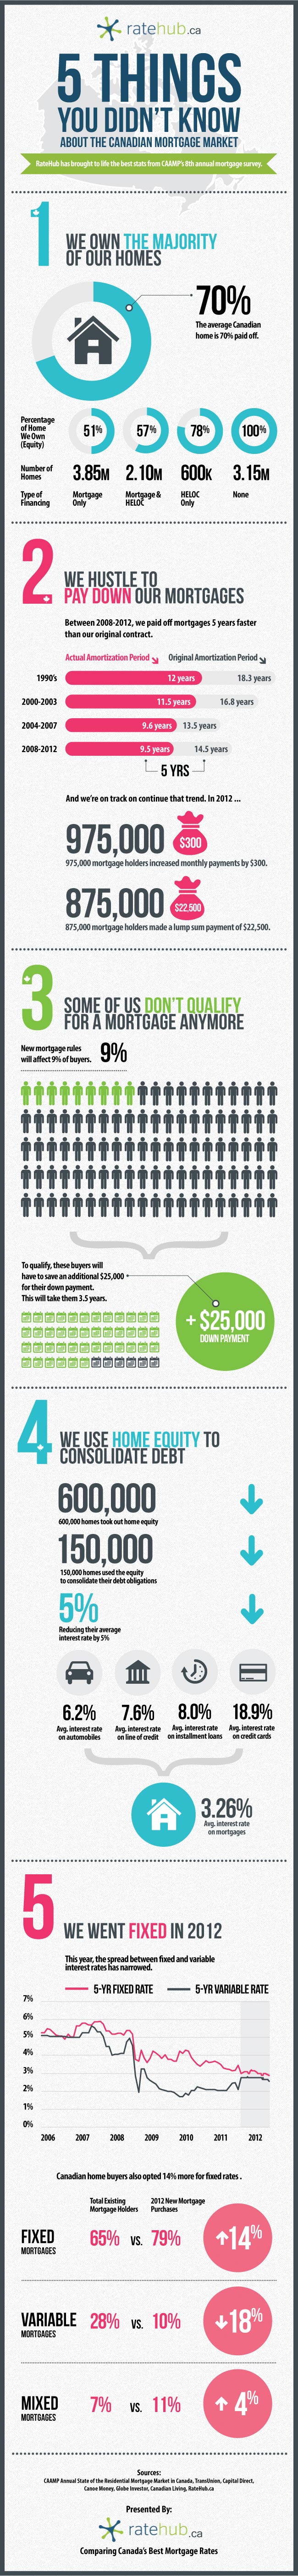 ratehub.ca
5 THINGS
YOU DIDN'T KNOW
ABOUT THE CANADIAN MORTGAGE MARKET
RateHub has brought to life the best stats from CAAMP's 8th annual mortgage survey.
1
WE OWN THE MAJORITY
OF OUR HOMES
70%
The average Canadian
home is 70% paid off.
Percentage
of Home
We Own
(Equity)
51% 57% 78% 100%
Number of
Homes
3.85M 2.10M 600K 3.15M
Type of
Financing
Mortgage
Only
Mortgage &
HELOC
HELOC
Only
None
2
WE HUSTLE TO
PAY DOWN OUR MORTGAGES
Between 2008-2012, we paid off mortgages 5 years faster
than our original contract.
Actual Amortization Period Original Amortization Period
1990's 12 years 18.3 years
2000-2003 11.5 years 16.8 years
2004-2007 9.6 years 13.5 years
2008-2012 9.5 years 14.5 years
5 YRS
And we're on track on continue that trend. In 2012 ...
975,000 $300
975,000 mortgage holders increased monthly payments by $300.
875,000 $22,500
875,000 mortgage holders made a lump sum payment of $22,500.
3
SOME OF US DON'T QUALIFY
FOR A MORTGAGE ANYMORE
New mortgage rules
will affect 9% of buyers.
9%
To qualify, these buyers will
have to save an additional $25,000
for their down payment.
This will take them 3.5 years.
+ $25,000
DOWN PAYMENT
4
WE USE HOME EQUITY TO
CONSOLIDATE DEBT
600,000
600,000 homes took out home equity
150,000
150,000 homes used the equity
to consolidate their debt obligations
5%
Reducing their average
interest rate by 5%
6.2% 7.6% 8.0% 18.9%
Avg. interest rate
on automobiles
Avg. interest rate
on line of credit
Avg. interest rate
on installment loans
Avg. interest rate
on credit cards
3.26%
Avg. interest rate
on mortgages
5
WE WENT FIXED IN 2012
This year, the spread between fixed and variable
interest rates has narrowed.
5-YR FIXED RATE 5-YR VARIABLE RATE
7%
6%
5%
4%
3%
2%
1%
0%
2006 2007 2008 2009 2010 2011 2012
Canadian home buyers also opted 14% more for fixed rates .
Total Existing
Mortgage Holders
2012 New Mortgage
Purchases
FIXED
MORTGAGES
65% VS. 79% 14%
VARIABLE
MORTGAGES
28% VS. 10% 18%
MIXED
MORTGAGES
7% VS. 11% 4%
Sources:
CAAMP Annual State of the Residential Mortgage Market in Canada, TransUnion, Capital Direct,
Canoe Money, Globe Investor, Canadian Living, RateHub.ca
Presented By:
ratehub.ca
Comparing Canada's Best Mortgage Rates